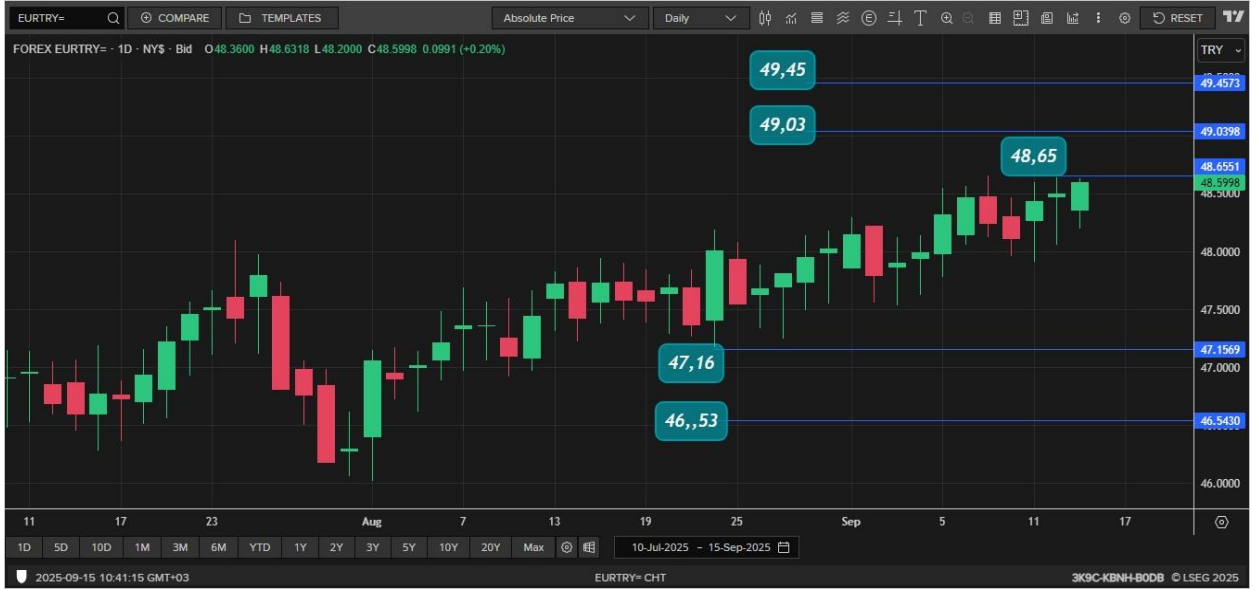 EURTRY= COMPARE TEMPLATES Absolute Price Daily E T RESET
FOREX EURTRY= · 1D · NY$ · Bid O48.3600 H48.6318 L48.2000 C48.5998 0.0991 (+0.20%)
TRY
49,45
49.4573
49,03
49.0398
48,65
48.6551
48.5998
48.5000
48.0000
47.5000
47,16
47.1569
47.0000
46,,53
46.5430
46.0000
11 17 23 Aug 7 13 19 25 Sep 5 11 17
1D 5D 10D 1M 3M 6M YTD 1Y 2Y 3Y 5Y 10Y 20Y Max 10-Jul-2025 - 15-Sep-2025
2025-09-15 10:41:15 GMT+03 EURTRY= CHT 3K9C-KBNH-B0DB © LSEG 2025